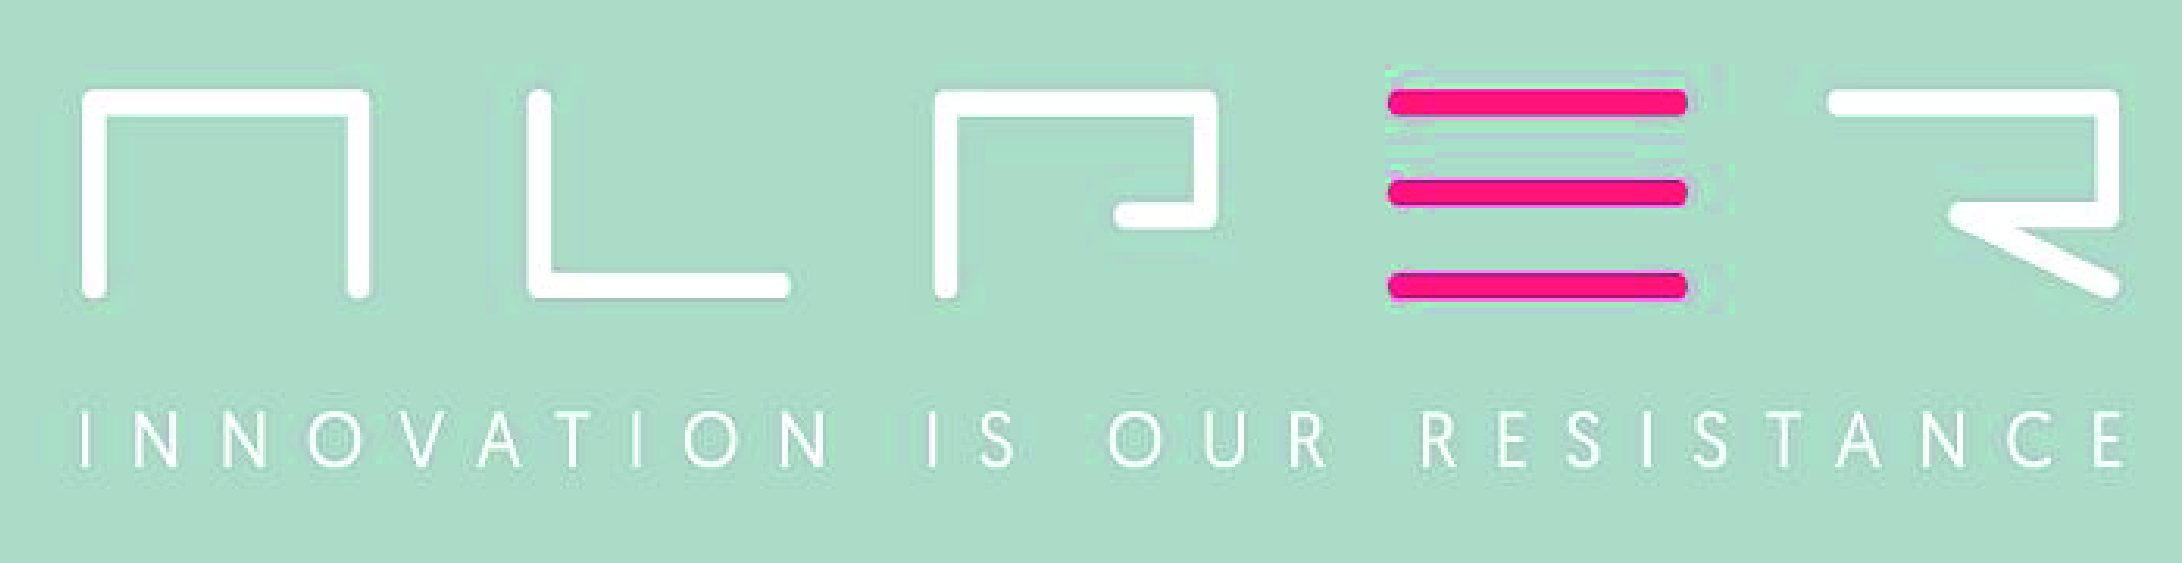 ALPER
INNOVATION IS OUR RESISTANCE